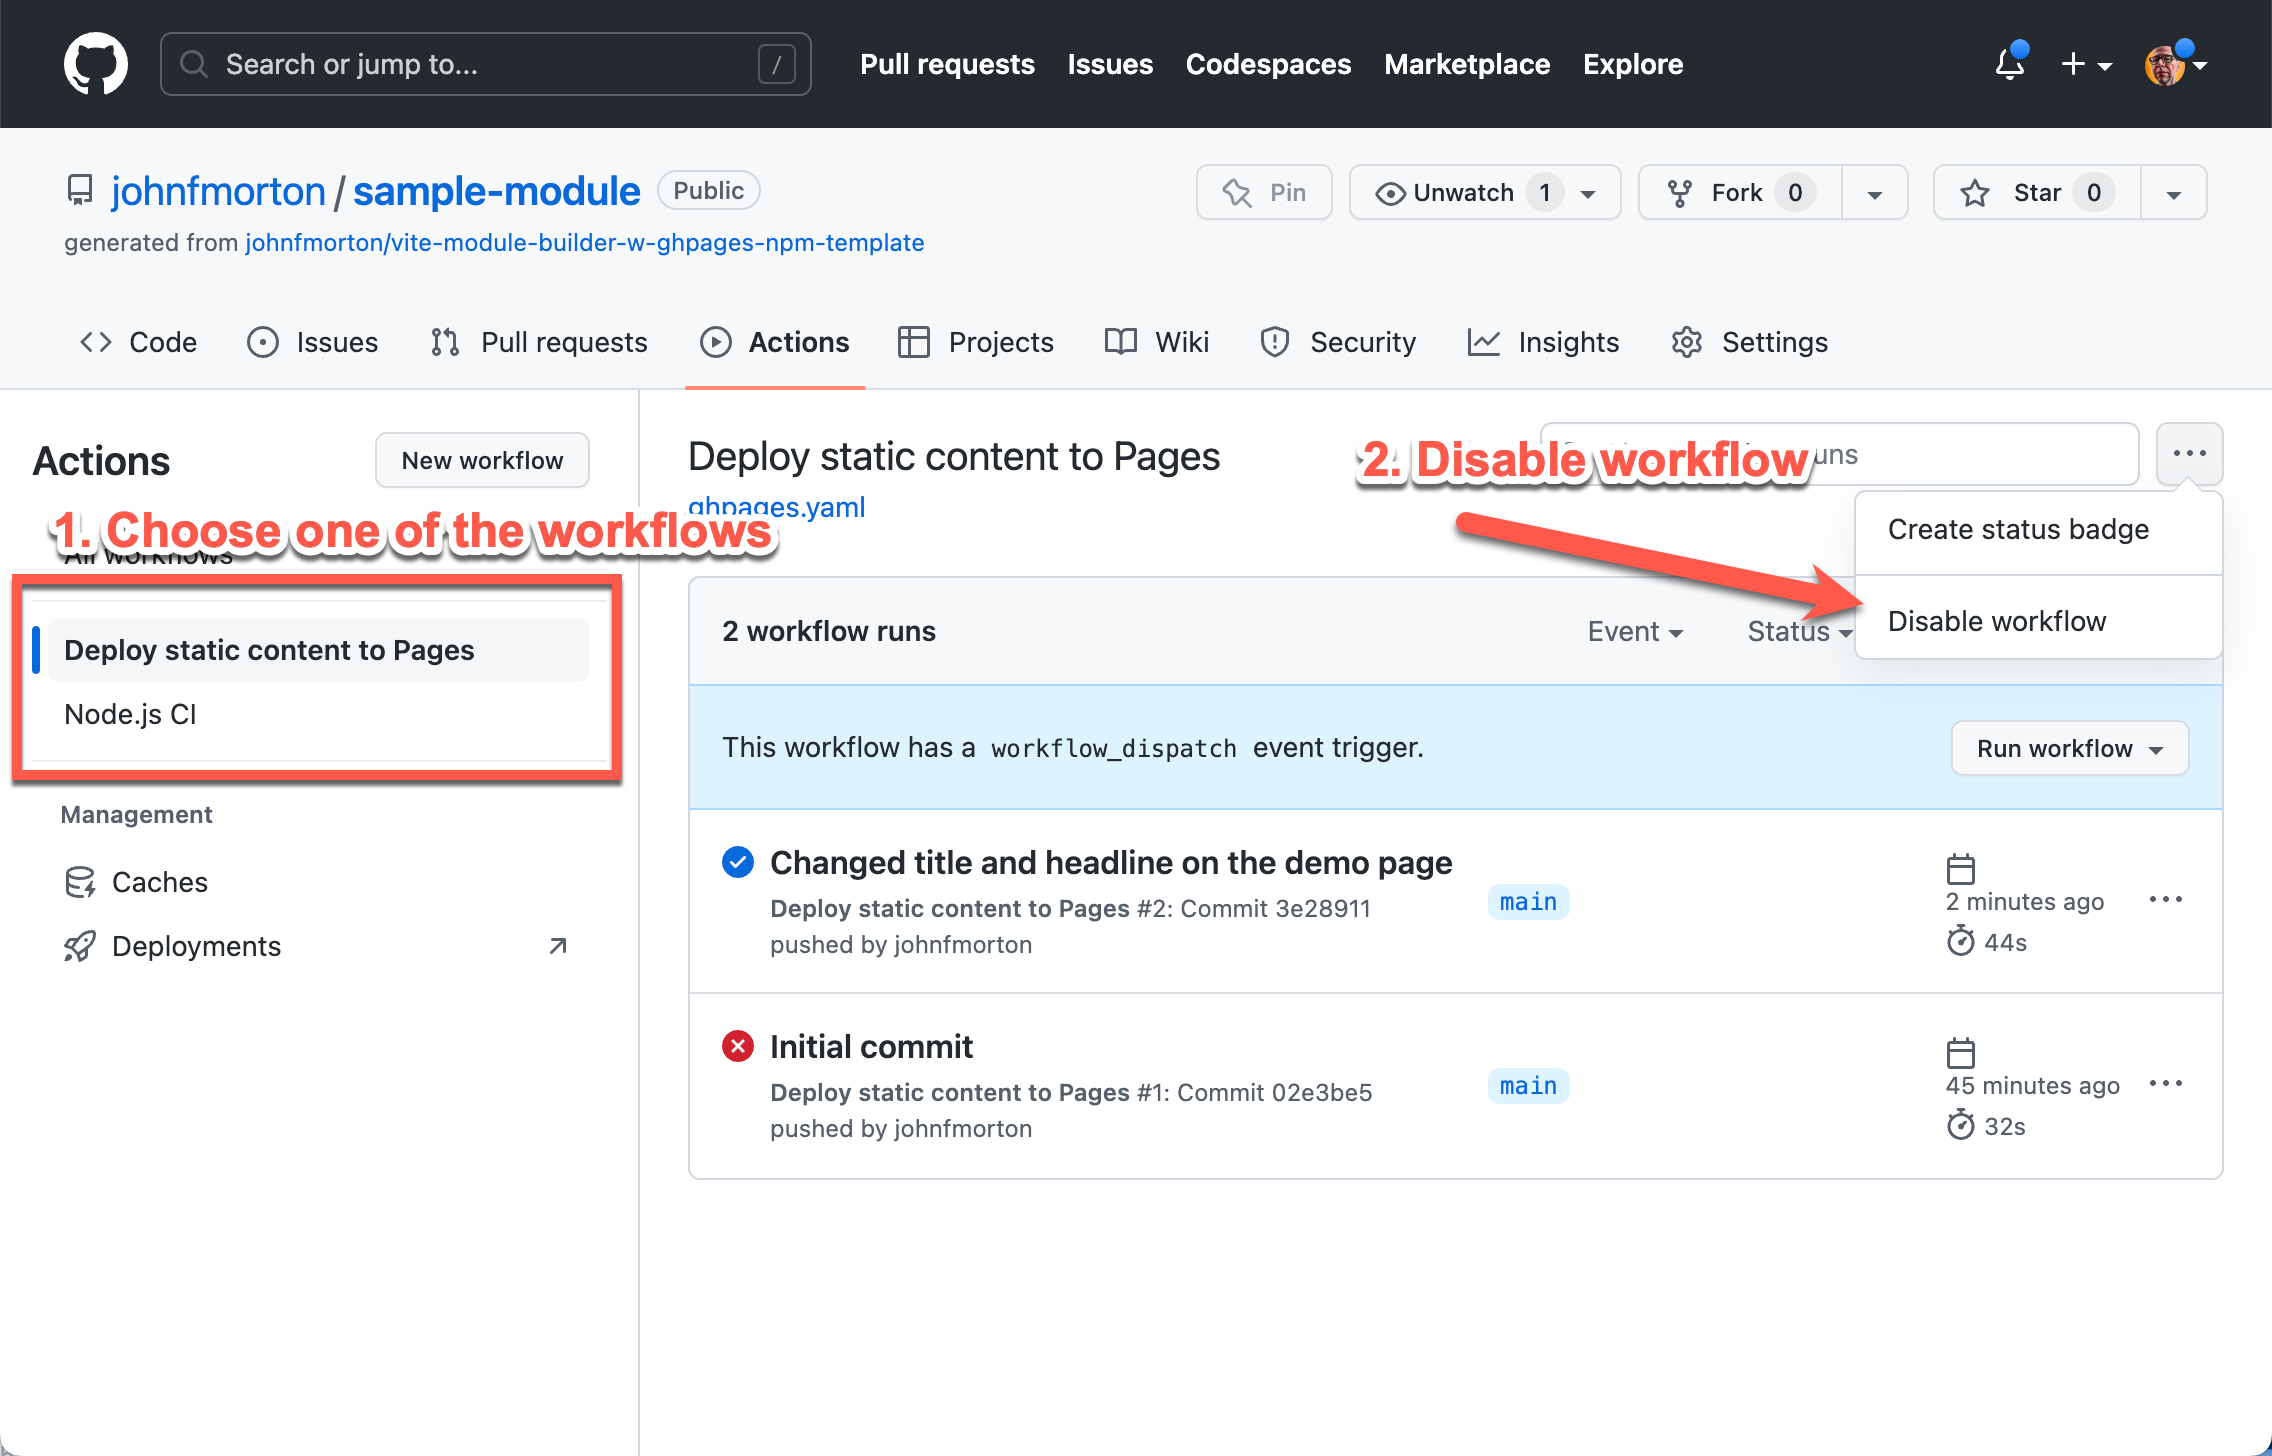 Search or jump to...
/
Pull requests
Issues
Codespaces
Marketplace
Explore
johnfmorton / sample-module
Public
Pin
Unwatch 1
Fork 0
Star 0
generated from johnfmorton/vite-module-builder-w-ghpages-npm-template
Code
Issues
Pull requests
Actions
Projects
Wiki
Security
Insights
Settings
Actions
New workflow
1. Choose one of the workflows
All workflows
Deploy static content to Pages
Node.js CI
Management
Caches
Deployments
Deploy static content to Pages
ghpages.yaml
2. Disable workflow
Create status badge
Disable workflow
2 workflow runs
Event
Status
This workflow has a workflow_dispatch event trigger.
Run workflow
Changed title and headline on the demo page
Deploy static content to Pages #2: Commit 3e28911
pushed by johnfmorton
main
2 minutes ago
44s
Initial commit
Deploy static content to Pages #1: Commit 02e3be5
pushed by johnfmorton
main
45 minutes ago
32s